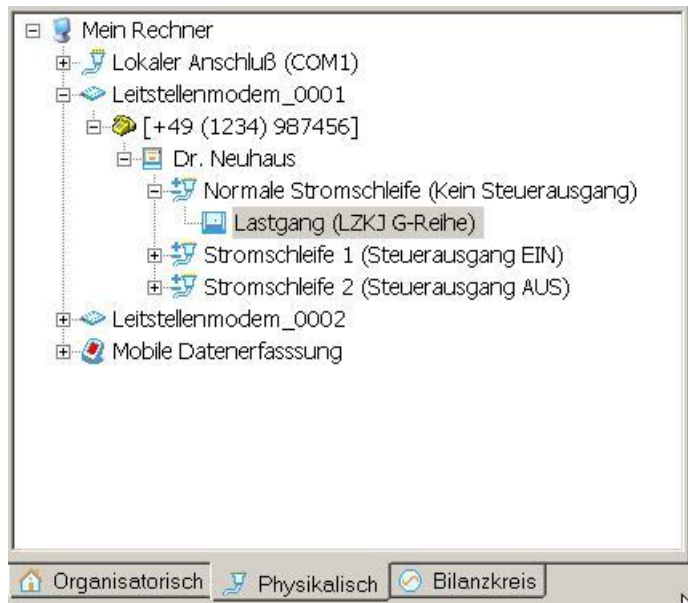 Mein Rechner
Lokaler Anschluß (COM1)
Leitstellenmodem_0001
[+49 (1234) 987456]
Dr. Neuhaus
Normale Stromschleife (Kein Steuerausgang)
Lastgang (LZKJ G-Reihe)
Stromschleife 1 (Steuerausgang EIN)
Stromschleife 2 (Steuerausgang AUS)
Leitstellenmodem_0002
Mobile Datenerfasssung
Organisatorisch Physikalisch Bilanzkreis